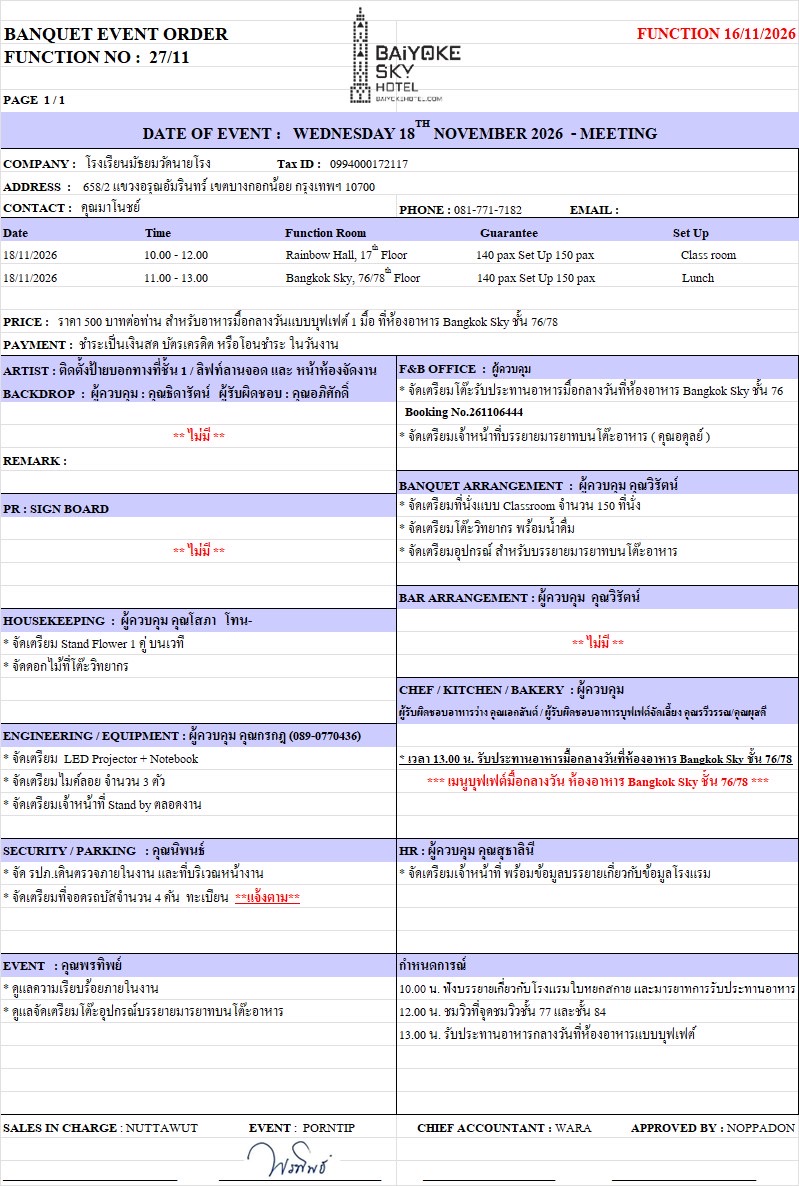 BANQUET EVENT ORDER
FUNCTION 16/11/2026
FUNCTION NO : 27/11
BAIYOKE
SKY
HOTEL
BAIYOKEHOTEL.COM
PAGE 1 / 1
DATE OF EVENT : WEDNESDAY 18TH NOVEMBER 2026 - MEETING
COMPANY : โรงเรียนมัธยมวัดนายโรง Tax ID : 0994000172117
ADDRESS : 658/2 แขวงอรุณอัมรินทร์ เขตบางกอกน้อย กรุงเทพฯ 10700
CONTACT : คุณมาโนชย์ PHONE : 081-771-7182 EMAIL :
Date Time Function Room Guarantee Set Up
18/11/2026 10.00 - 12.00 Rainbow Hall, 17th Floor 140 pax Set Up 150 pax Class room
18/11/2026 11.00 - 13.00 Bangkok Sky, 76/78th Floor 140 pax Set Up 150 pax Lunch
PRICE : ราคา 500 บาทต่อท่าน สำหรับอาหารมื้อกลางวันแบบบุฟเฟต์ 1 มื้อ ที่ห้องอาหาร Bangkok Sky ชั้น 76/78
PAYMENT : ชำระเป็นเงินสด บัตรเครดิต หรือโอนชำระ ในวันงาน
ARTIST : ติดตั้งป้ายบอกทางที่ชั้น 1 / ลิฟท์ลานจอด และ หน้าห้องจัดงาน
BACKDROP : ผู้ควบคุม : คุณธิดารัตน์ ผู้รับผิดชอบ : คุณอภิศักดิ์
** ไม่มี **
REMARK :
PR : SIGN BOARD
** ไม่มี **
HOUSEKEEPING : ผู้ควบคุม คุณโสภา โทน-
* จัดเตรียม Stand Flower 1 คู่ บนเวที
* จัดดอกไม้ที่โต๊ะวิทยากร
ENGINEERING / EQUIPMENT : ผู้ควบคุม คุณกรกฎ (089-0770436)
* จัดเตรียม LED Projector + Notebook
* จัดเตรียมไมค์ลอย จำนวน 3 ตัว
* จัดเตรียมเจ้าหน้าที่ Stand by ตลอดงาน
SECURITY / PARKING : คุณนิพนธ์
* จัด รปภ.เดินตรวจภายในงาน และที่บริเวณหน้างาน
* จัดเตรียมที่จอดรถบัสจำนวน 4 คัน ทะเบียน **แจ้งตาม**
EVENT : คุณพรทิพย์
* ดูแลความเรียบร้อยภายในงาน
* ดูแลจัดเตรียมโต๊ะอุปกรณ์บรรยายมารยาทบนโต๊ะอาหาร
F&B OFFICE : ผู้ควบคุม
* จัดเตรียมโต๊ะรับประทานอาหารมื้อกลางวันที่ห้องอาหาร Bangkok Sky ชั้น 76
Booking No.261106444
* จัดเตรียมเจ้าหน้าที่บรรยายมารยาทบนโต๊ะอาหาร ( คุณอดุลย์ )
BANQUET ARRANGEMENT : ผู้ควบคุม คุณวิรัตน์
* จัดเตรียมที่นั่งแบบ Classroom จำนวน 150 ที่นั่ง
* จัดเตรียมโต๊ะวิทยากร พร้อมน้ำดื่ม
* จัดเตรียมอุปกรณ์ สำหรับบรรยายมารยาทบนโต๊ะอาหาร
BAR ARRANGEMENT : ผู้ควบคุม คุณวิรัตน์
** ไม่มี **
CHEF / KITCHEN / BAKERY : ผู้ควบคุม
ผู้รับผิดชอบอาหารว่าง คุณเอกสันต์ / ผู้รับผิดชอบอาหารบุฟเฟต์จัดเลี้ยง คุณรวีวรรณ/คุณผุสดี
* เวลา 13.00 น. รับประทานอาหารมื้อกลางวันที่ห้องอาหาร Bangkok Sky ชั้น 76/78
*** เมนูบุฟเฟต์มื้อกลางวัน ห้องอาหาร Bangkok Sky ชั้น 76/78 ***
HR : ผู้ควบคุม คุณสุธาลินี
* จัดเตรียมเจ้าหน้าที่ พร้อมข้อมูลบรรยายเกี่ยวกับข้อมูลโรงแรม
กำหนดการณ์
10.00 น. ฟังบรรยายเกี่ยวกับโรงแรมใบหยกสกาย และมารยาทการรับประทานอาหาร
12.00 น. ชมวิวที่จุดชมวิวชั้น 77 และชั้น 84
13.00 น. รับประทานอาหารกลางวันที่ห้องอาหารแบบบุฟเฟต์
SALES IN CHARGE : NUTTAWUT EVENT : PORNTIP CHIEF ACCOUNTANT : WARA APPROVED BY : NOPPADON
พรทิพย์